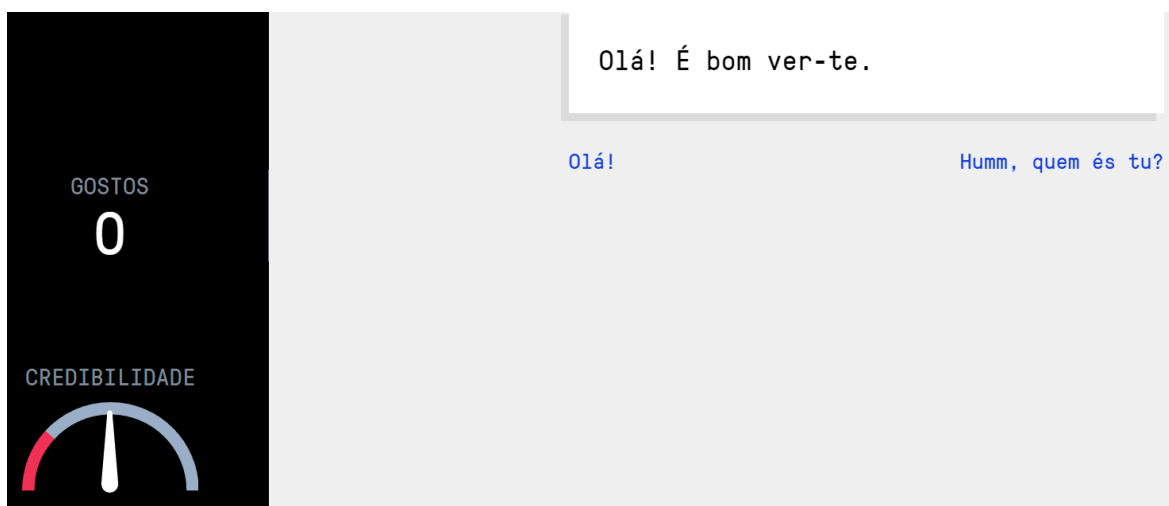 Olá! É bom ver-te.
Olá! Humm, quem és tu?
GOSTOS
0
CREDIBILIDADE